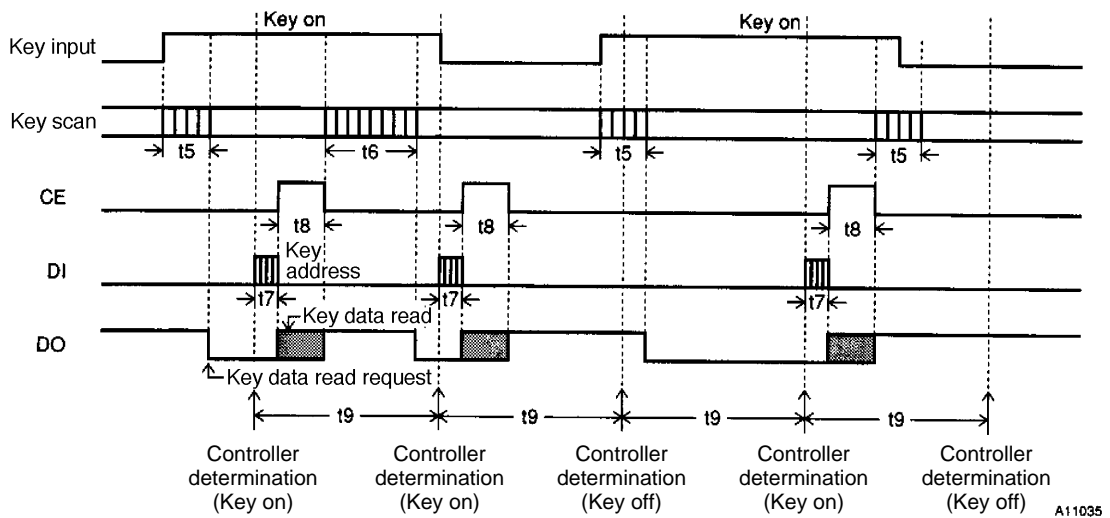 Key on
Key on
Key input
Key scan
t5
t6
t5
t5
CE
t8
t8
t8
DI
Key
address
t7
t7
t7
Key data read
DO
Key data read request
t9
t9
t9
t9
Controller
determination
(Key on)
Controller
determination
(Key on)
Controller
determination
(Key off)
Controller
determination
(Key on)
Controller
determination
(Key off)
A11035